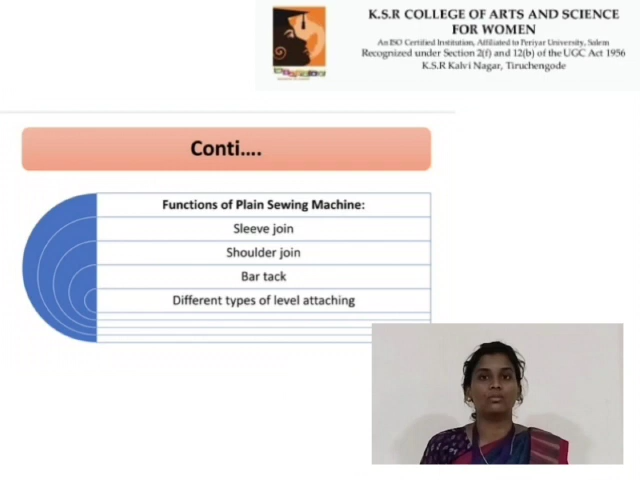 K.S.R COLLEGE OF ARTS AND SCIENCE
FOR WOMEN
An ISO Certified Institution, Affiliated to Periyar University, Salem
Recognized under Section 2(f) and 12(b) of the UGC Act 1956
K.S.R Kalvi Nagar, Tiruchengode
Conti....
Functions of Plain Sewing Machine:
Sleeve join
Shoulder join
Bar tack
Different types of level attaching